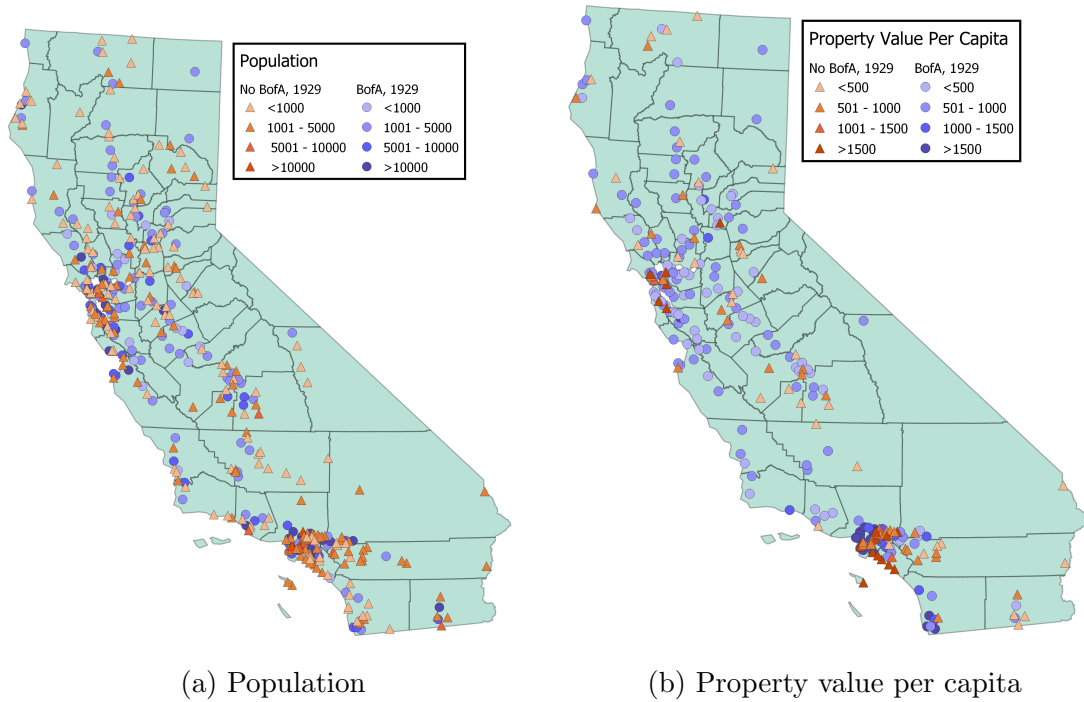 Population
No BofA, 1929 BofA, 1929
<1000 <1000
1001 - 5000 1001 - 5000
5001 - 10000 5001 - 10000
>10000 >10000
Property Value Per Capita
No BofA, 1929 BofA, 1929
<500 <500
501 - 1000 501 - 1000
1001 - 1500 1000 - 1500
>1500 >1500
(a) Population
(b) Property value per capita